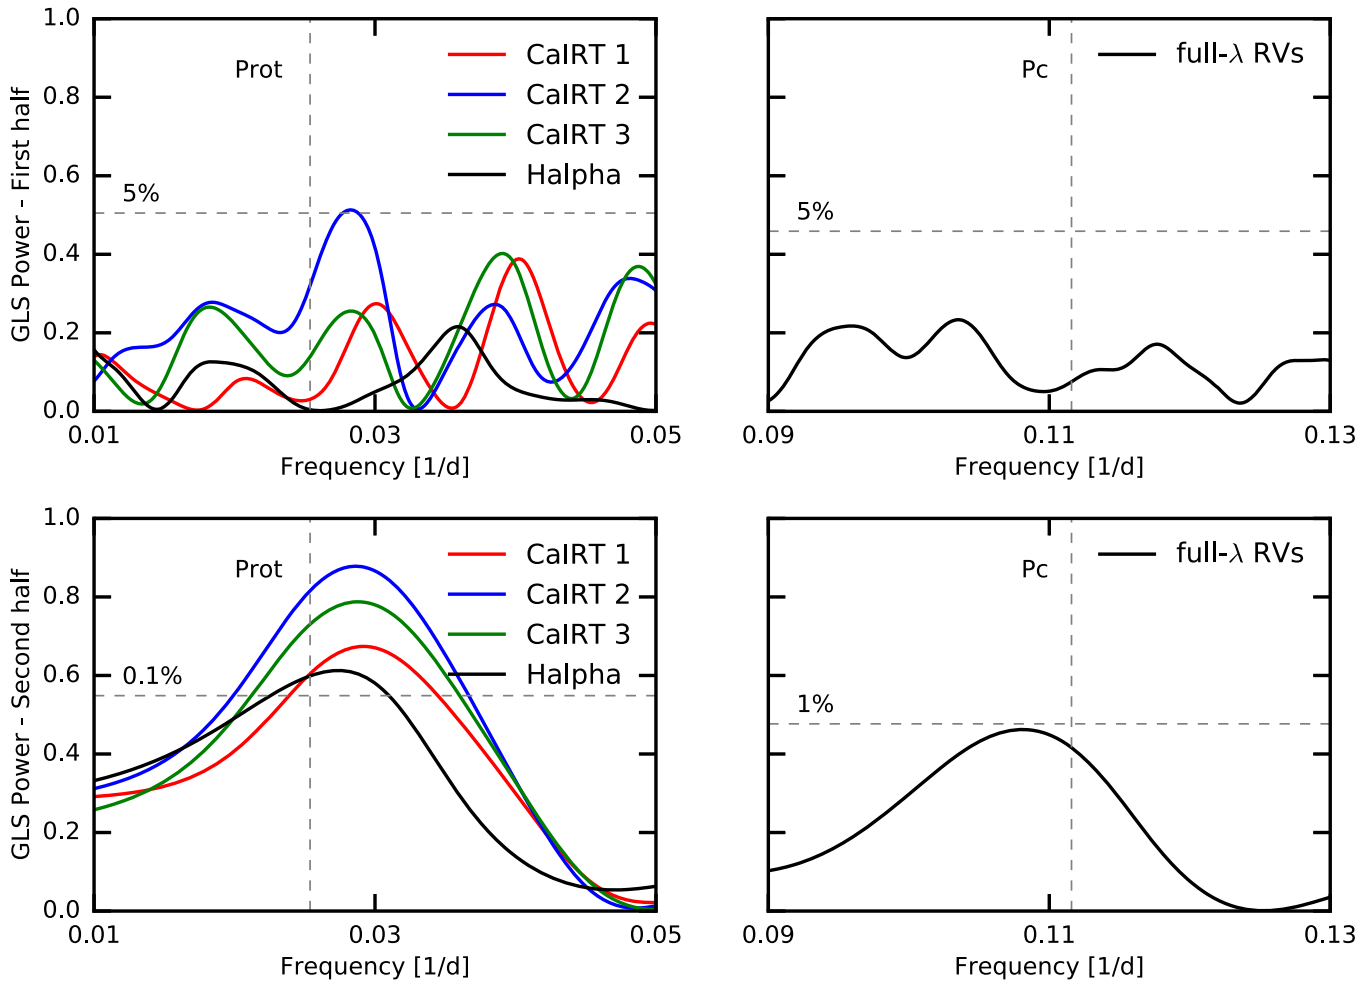 GLS Power - First half
1.0
0.8
0.6
0.4
0.2
0.0
Prot
5%
CaIRT 1
CaIRT 2
CaIRT 3
Halpha
0.01
0.03
0.05
Frequency [1/d]
Pc
5%
full-λ RVs
0.09
0.11
0.13
Frequency [1/d]
GLS Power - Second half
1.0
0.8
0.6
0.4
0.2
0.0
Prot
0.1%
CaIRT 1
CaIRT 2
CaIRT 3
Halpha
0.01
0.03
0.05
Frequency [1/d]
Pc
1%
full-λ RVs
0.09
0.11
0.13
Frequency [1/d]